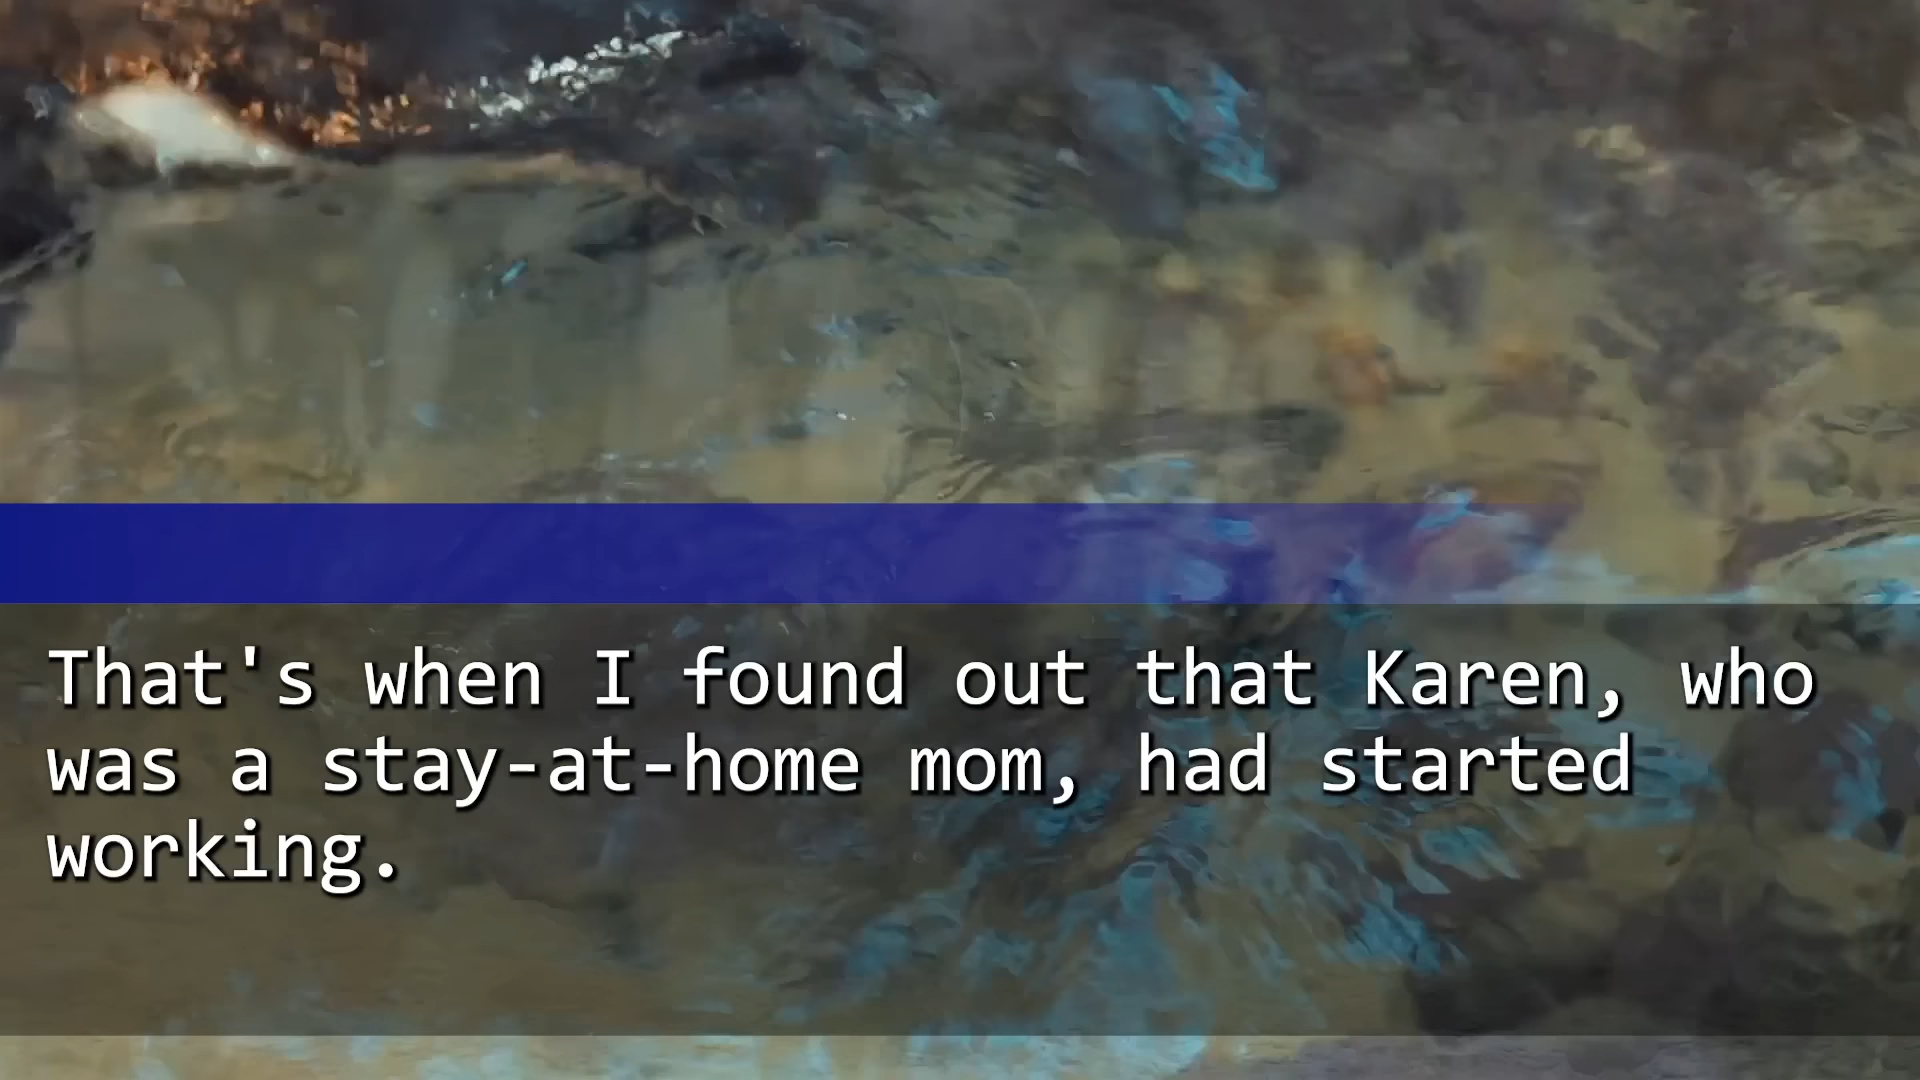 That's when I found out that Karen, who
was a stay-at-home mom, had started
working.